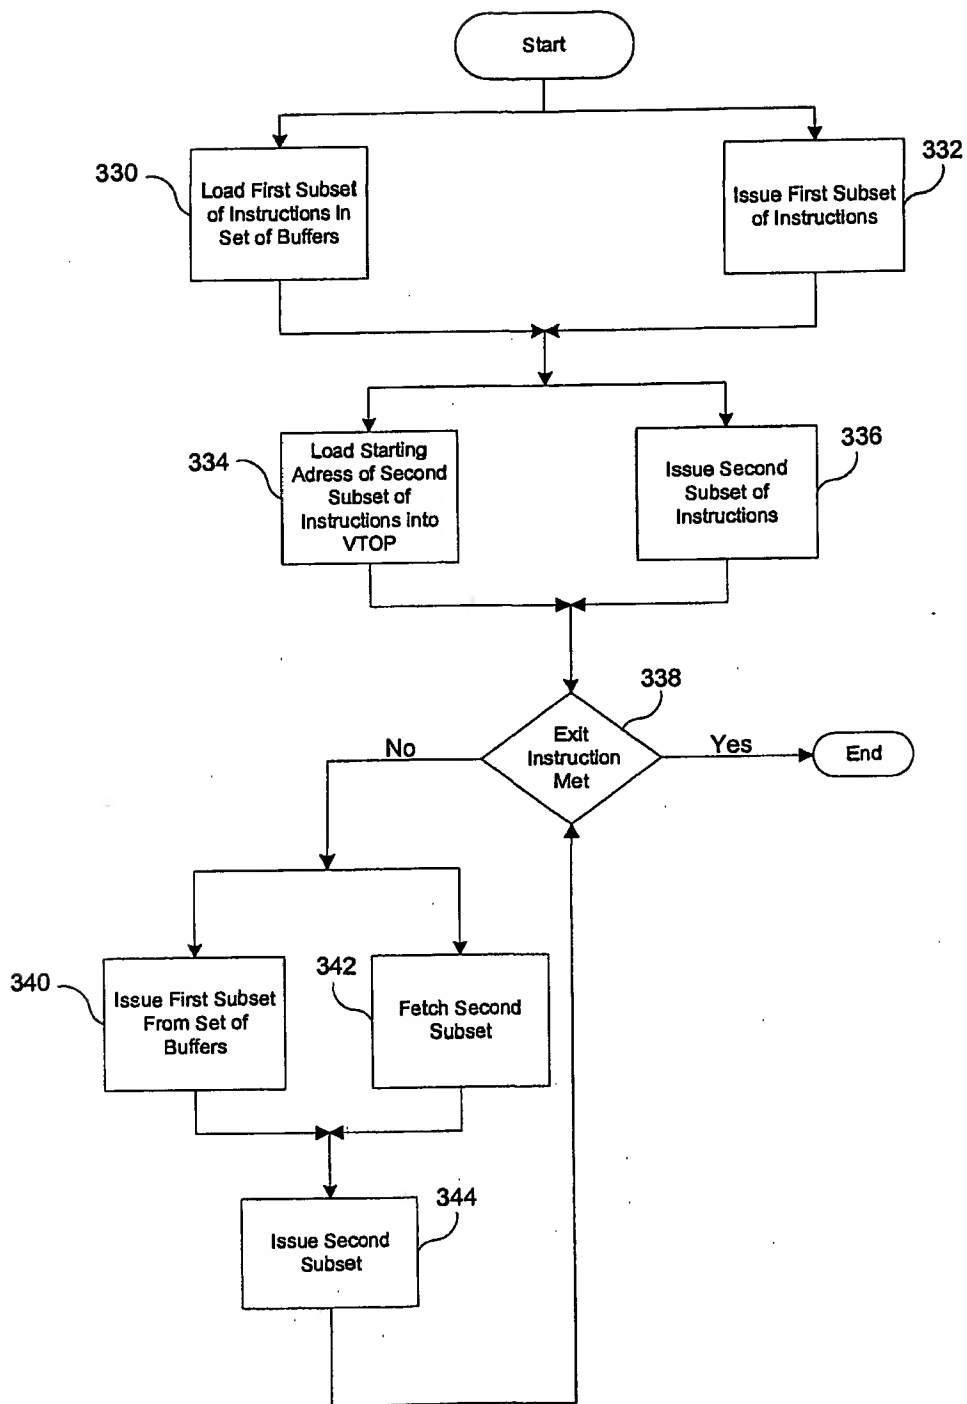 Start
330
Load First Subset
of Instructions In
Set of Buffers
332
Issue First Subset
of Instructions
334
Load Starting
Adress of Second
Subset of
Instructions into
VTOP
336
Issue Second
Subset of
Instructions
338
Exit
Instruction
Met
No
Yes
End
340
Issue First Subset
From Set of
Buffers
342
Fetch Second
Subset
344
Issue Second
Subset